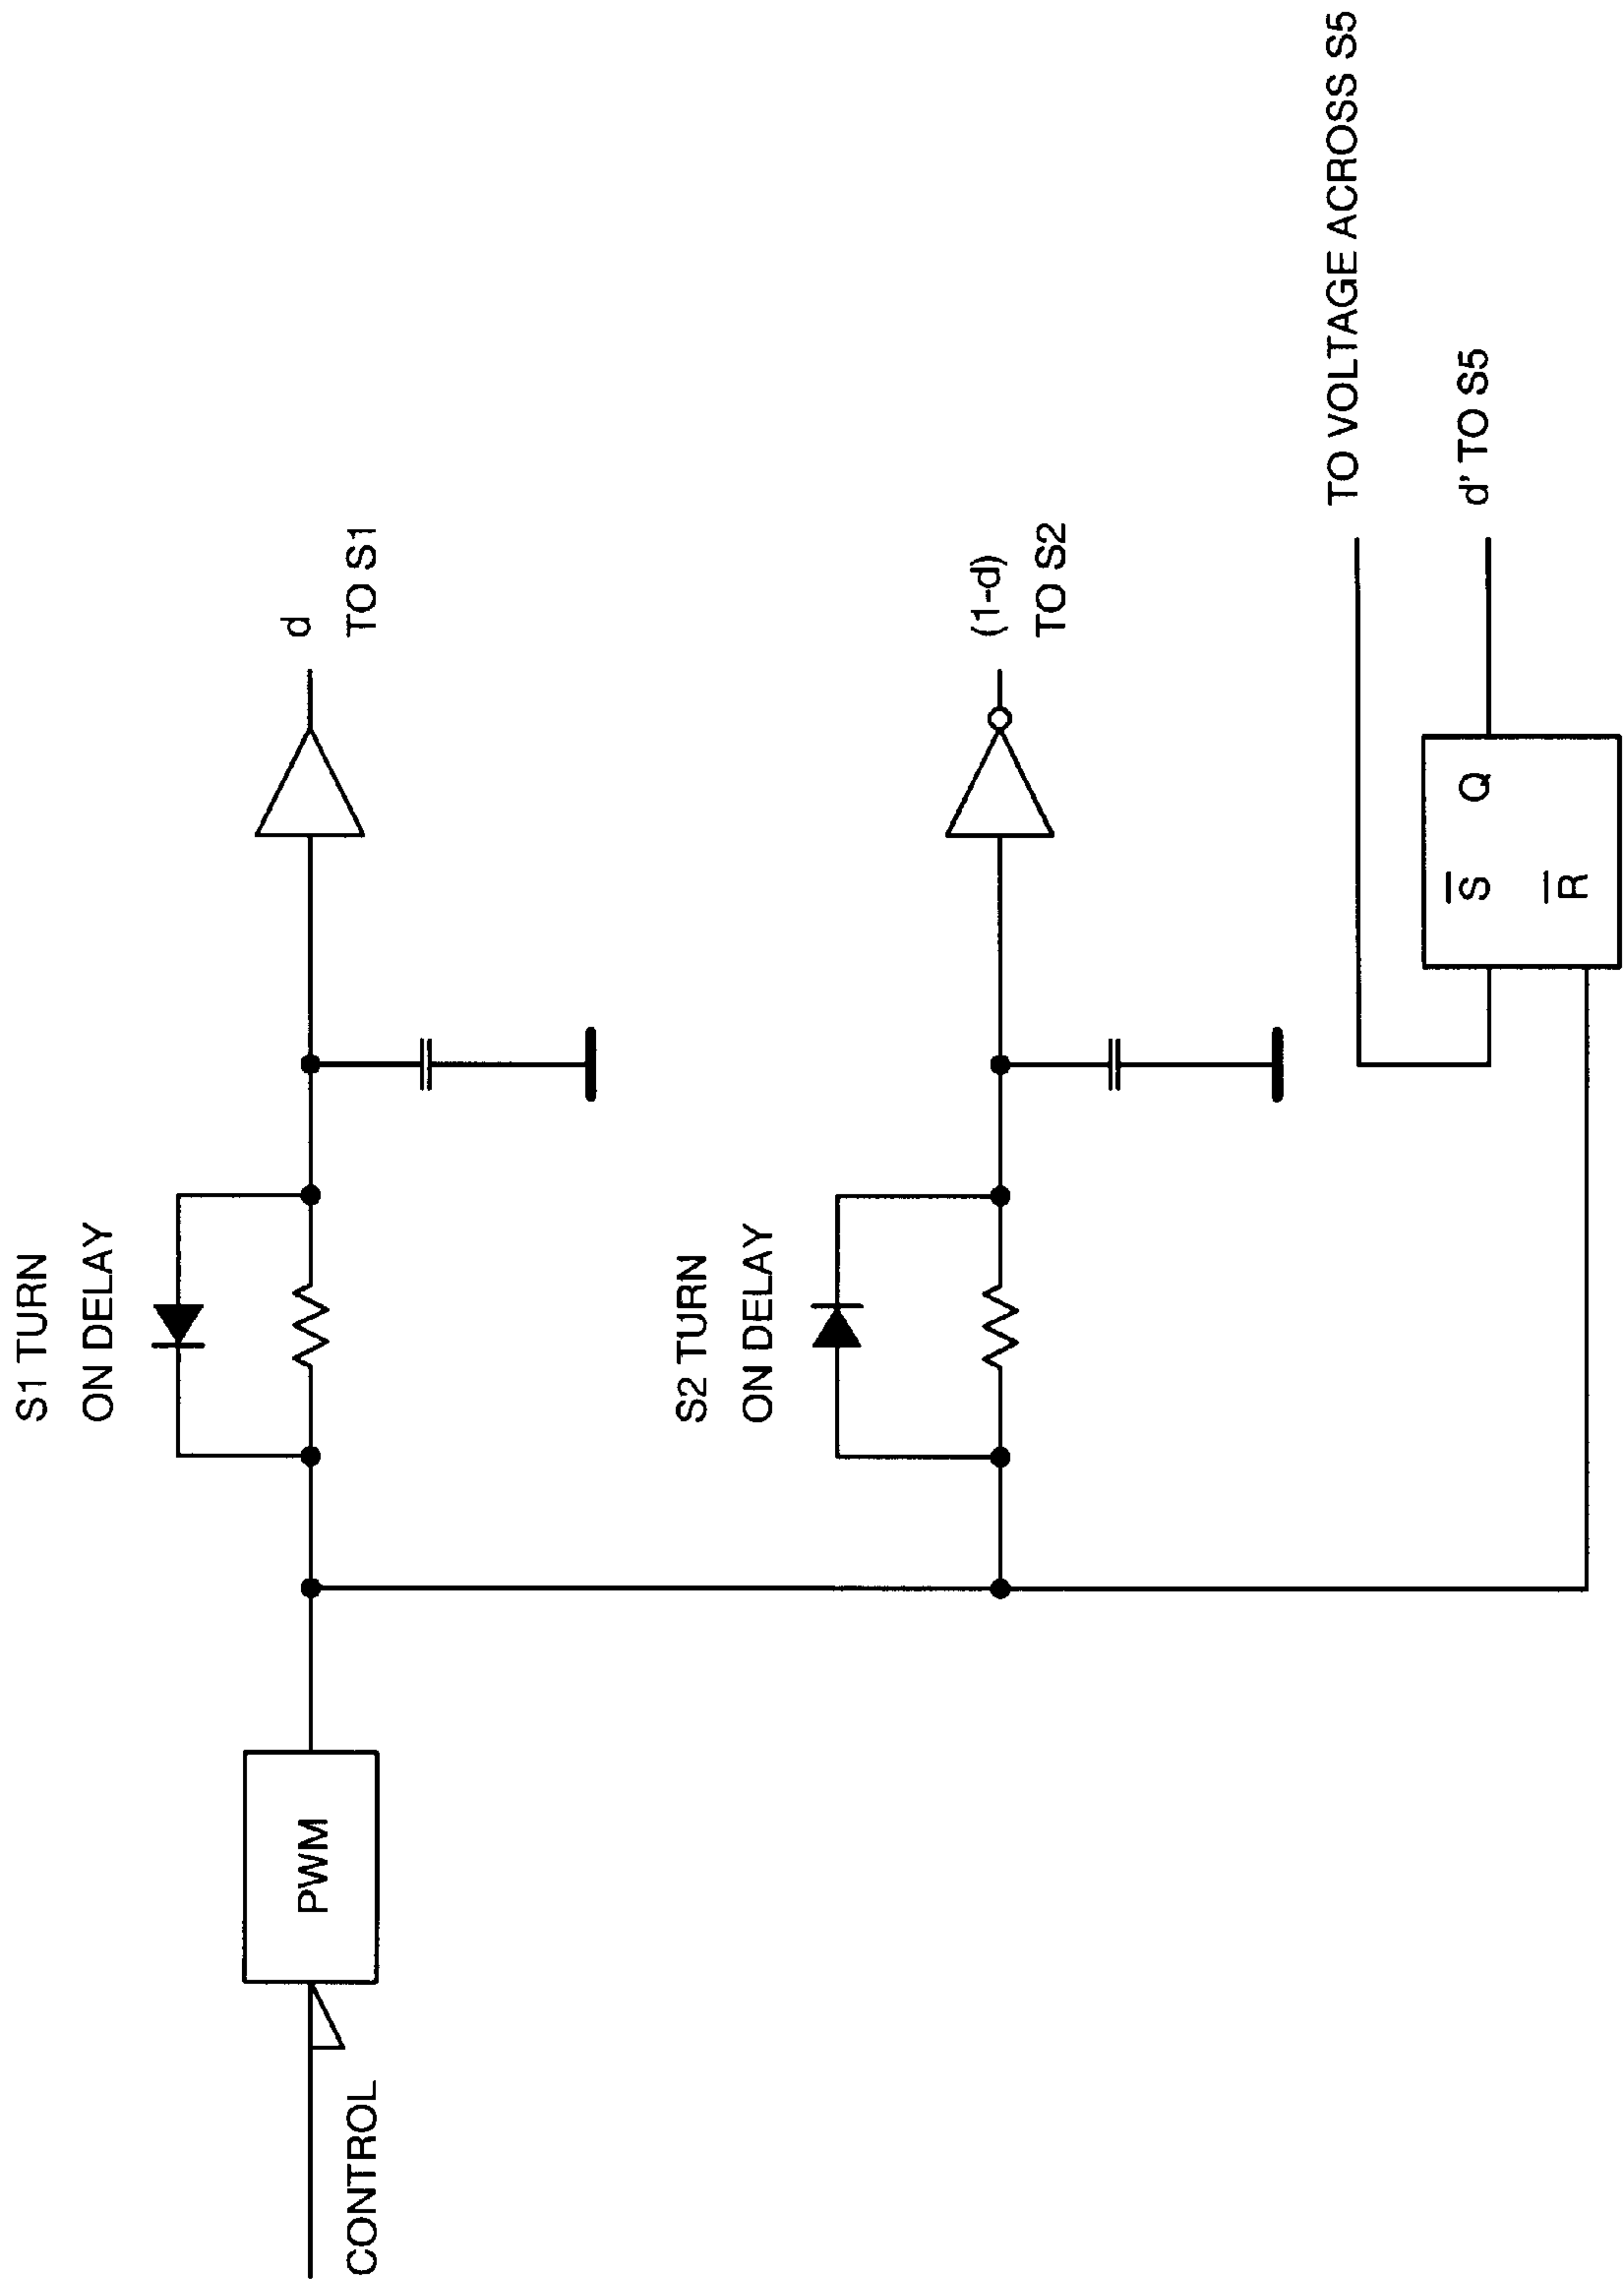 S1 TURN
ON DELAY
CONTROL
PWM
d
TO S1
S2 TURN
ON DELAY
(1-d)
TO S2
TO VOLTAGE ACROSS S5
S̅ Q
R̅
d' TO S5